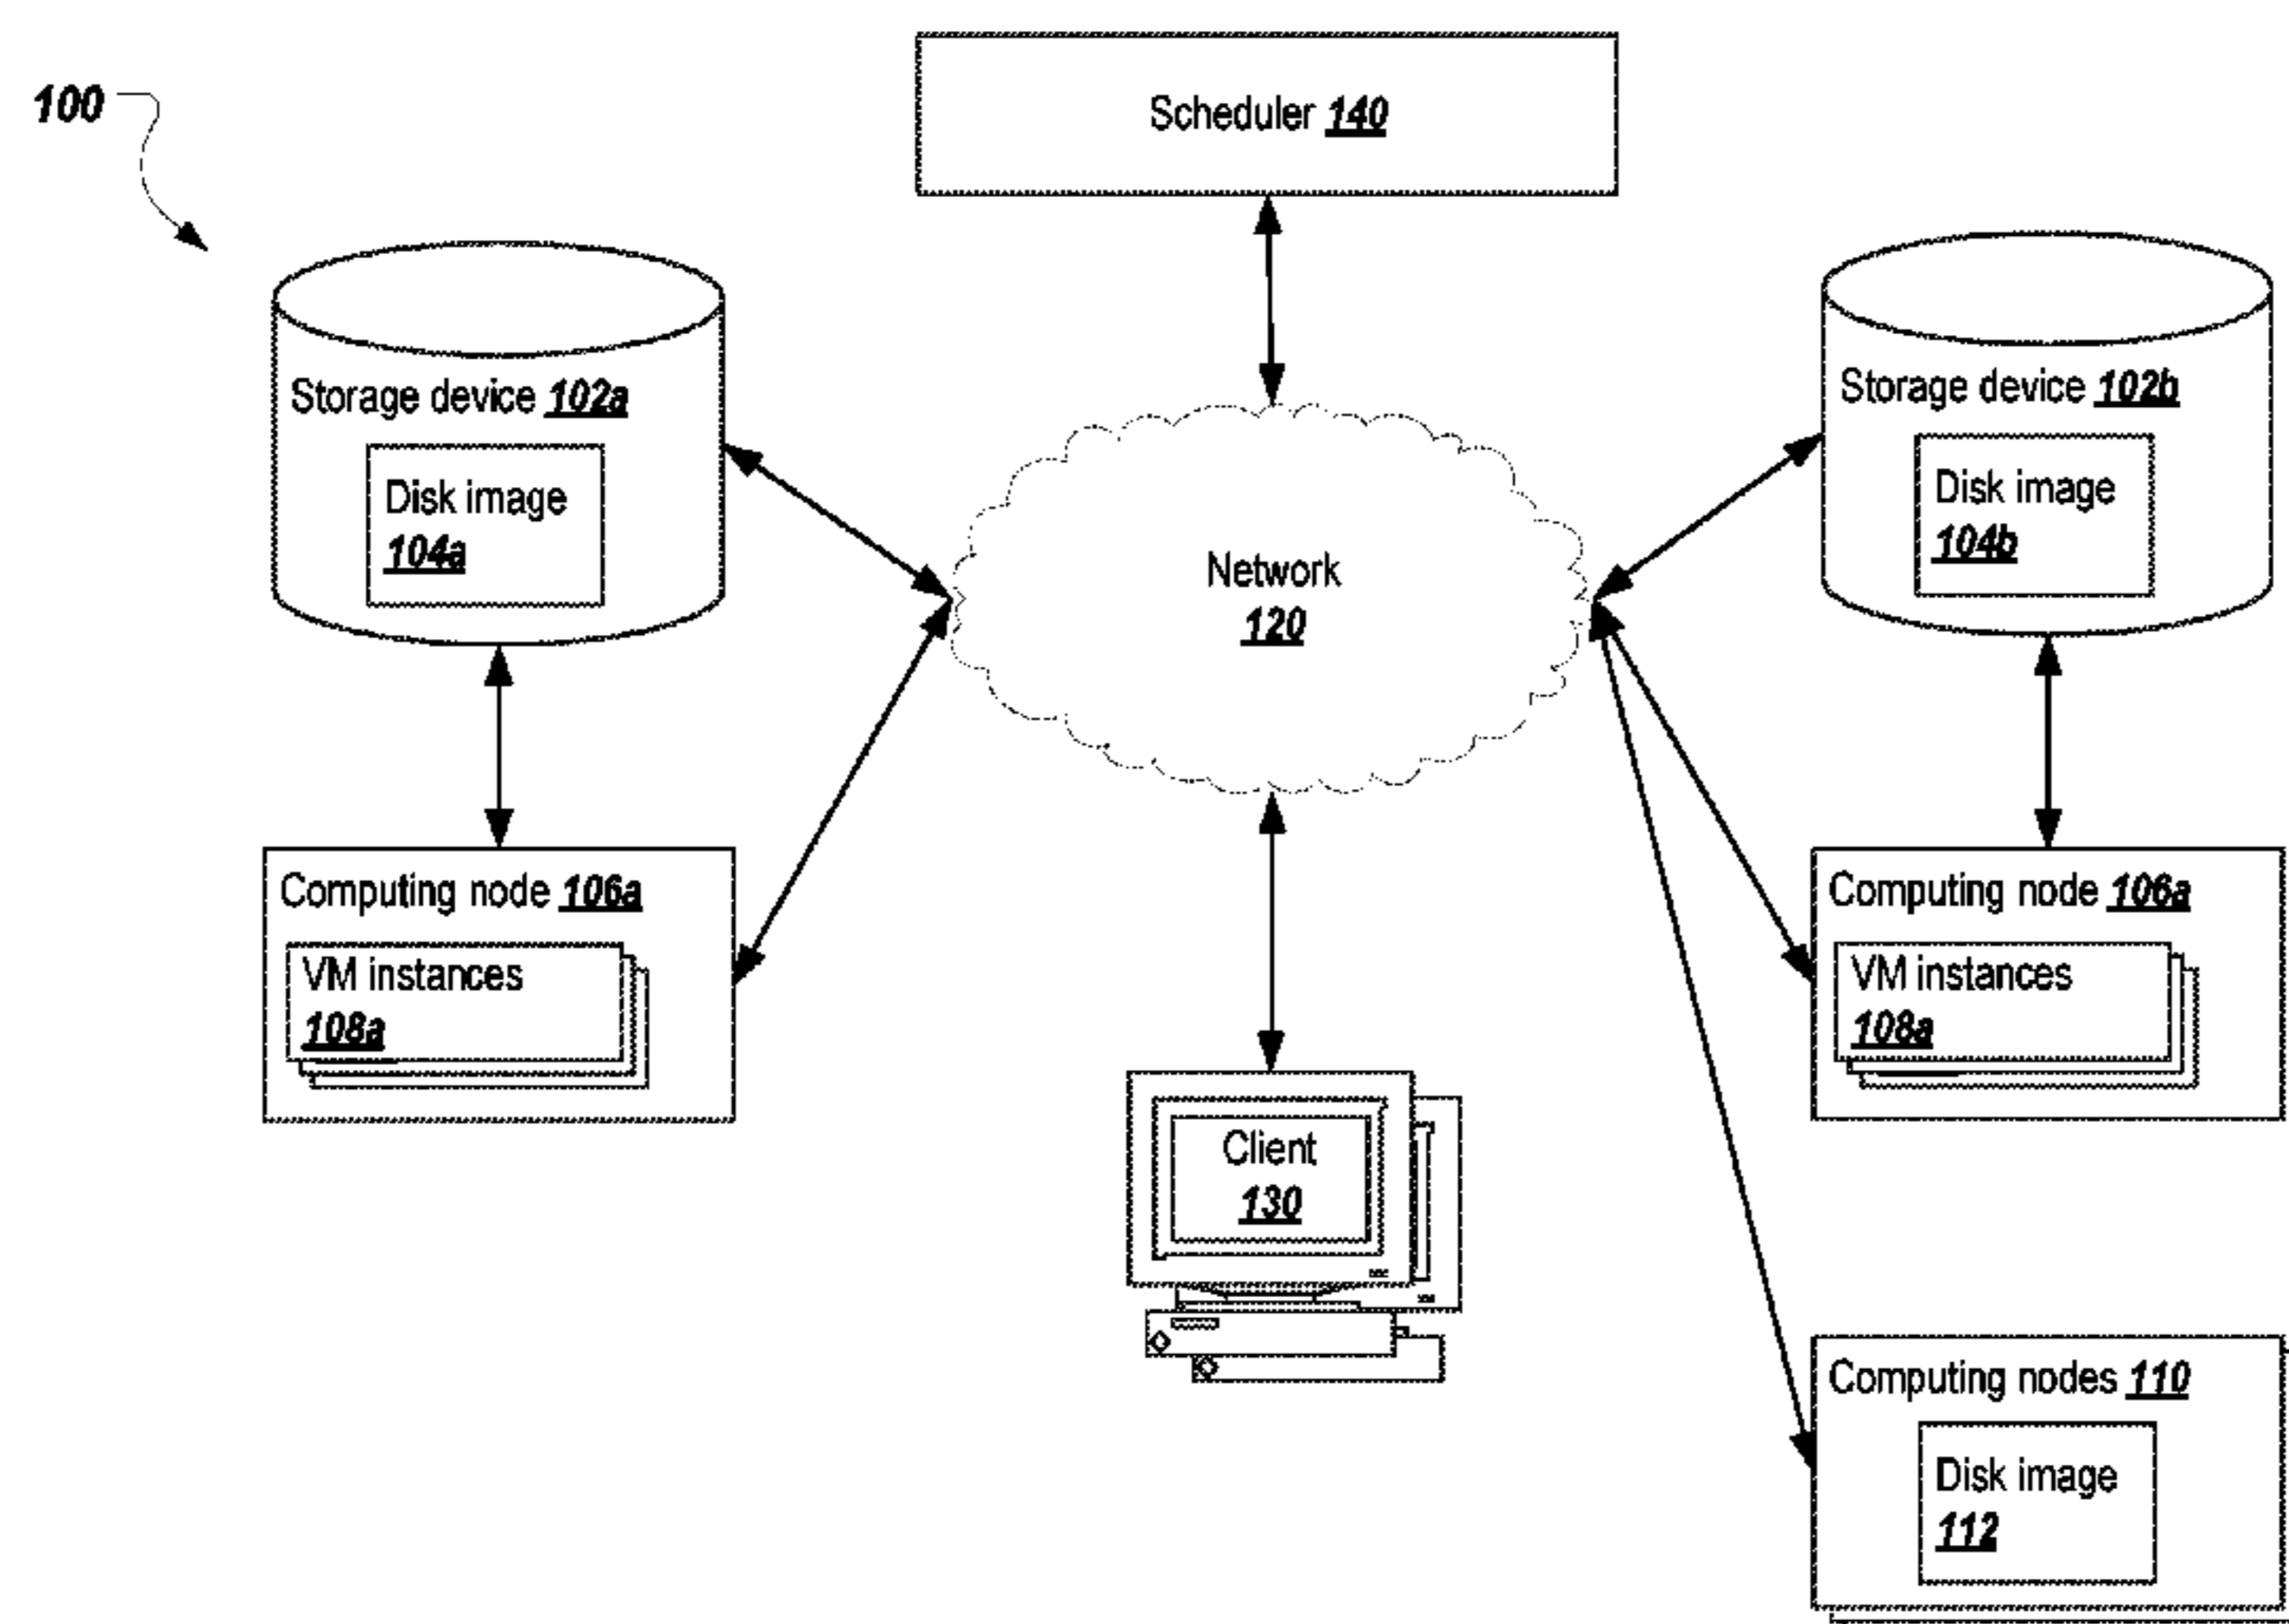 100
Scheduler 140
Storage device 102a
Disk image
104a
Network
120
Storage device 102b
Disk image
104b
Computing node 106a
VM instances
108a
Client
130
Computing node 106a
VM instances
108a
Computing nodes 110
Disk image
112